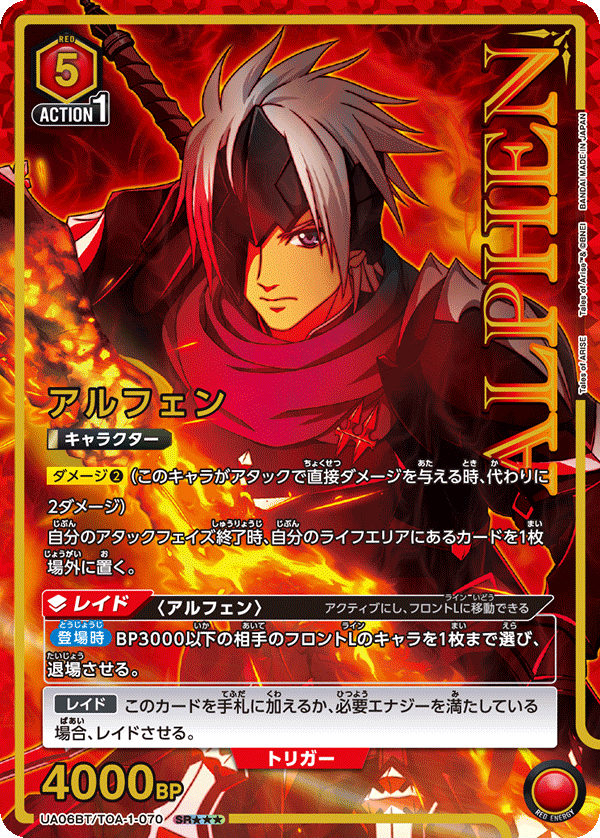 RED
5
ACTION1
ALPHEN
Tales of ARISE Tales of Arise™& ©BNEI BANDAI MADE IN JAPAN
アルフェン
キャラクター
ダメージ❷ (このキャラがアタックで直接ダメージを与える時、代わりに
2ダメージ)
自分のアタックフェイズ終了時、自分のライフエリアにあるカードを1枚
場外に置く。
レイド 〈アルフェン〉 アクティブにし、フロントLに移動できる
登場時 BP3000以下の相手のフロントLのキャラを1枚まで選び、
退場させる。
レイド このカードを手札に加えるか、必要エナジーを満たしている
場合、レイドさせる。
トリガー
4000BP
UA06BT/TOA-1-070 SR★★★
RED ENERGY